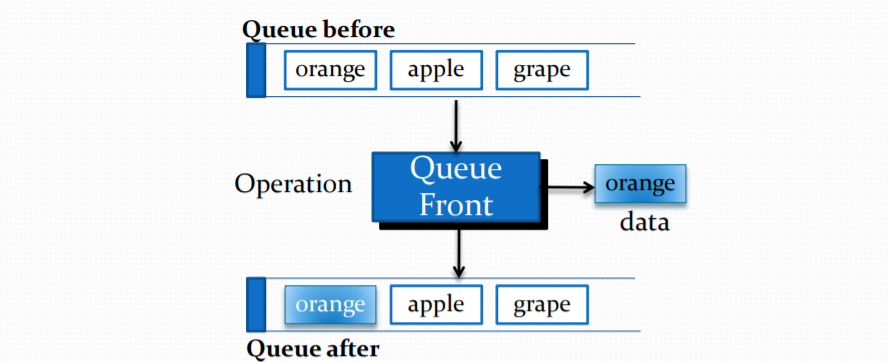 Queue before
orange apple grape
Operation
Queue
Front
orange
data
orange apple grape
Queue after